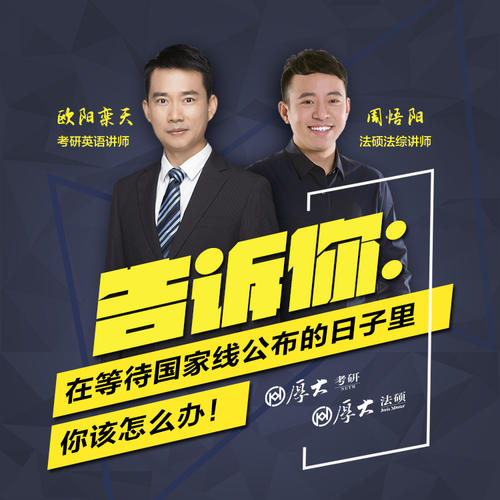 欧阳栾天
考研英语讲师
周悟阳
法硕法综讲师
告诉你:
在等待国家线公布的日子里
你该怎么办!
厚大 考研
厚大 法硕
Juris Master